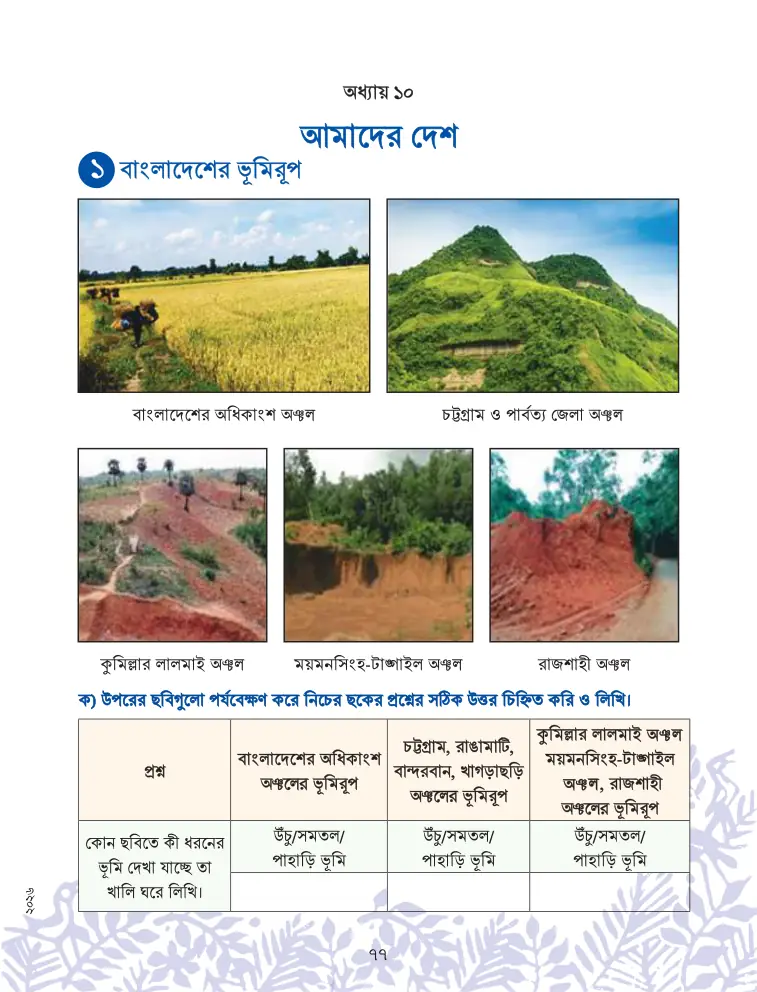 অধ্যায় ১০
আমাদের দেশ
১ বাংলাদেশের ভূমিরূপ
বাংলাদেশের অধিকাংশ অঞ্চল
চট্টগ্রাম ও পার্বত্য জেলা অঞ্চল
কুমিল্লার লালমাই অঞ্চল
ময়মনসিংহ-টাঙ্গাইল অঞ্চল
রাজশাহী অঞ্চল
ক) উপরের ছবিগুলো পর্যবেক্ষণ করে নিচের ছকের প্রশ্নের সঠিক উত্তর চিহ্নিত করি ও লিখি।
প্রশ্ন
বাংলাদেশের অধিকাংশ
অঞ্চলের ভূমিরূপ
চট্টগ্রাম, রাঙামাটি,
বান্দরবান, খাগড়াছড়ি
অঞ্চলের ভূমিরূপ
কুমিল্লার লালমাই অঞ্চল
ময়মনসিংহ-টাঙ্গাইল
অঞ্চল, রাজশাহী
অঞ্চলের ভূমিরূপ
কোন ছবিতে কী ধরনের
ভূমি দেখা যাচ্ছে তা
খালি ঘরে লিখি।
উঁচু/সমতল/
পাহাড়ি ভূমি
উঁচু/সমতল/
পাহাড়ি ভূমি
উঁচু/সমতল/
পাহাড়ি ভূমি
২০২৬
৭৭